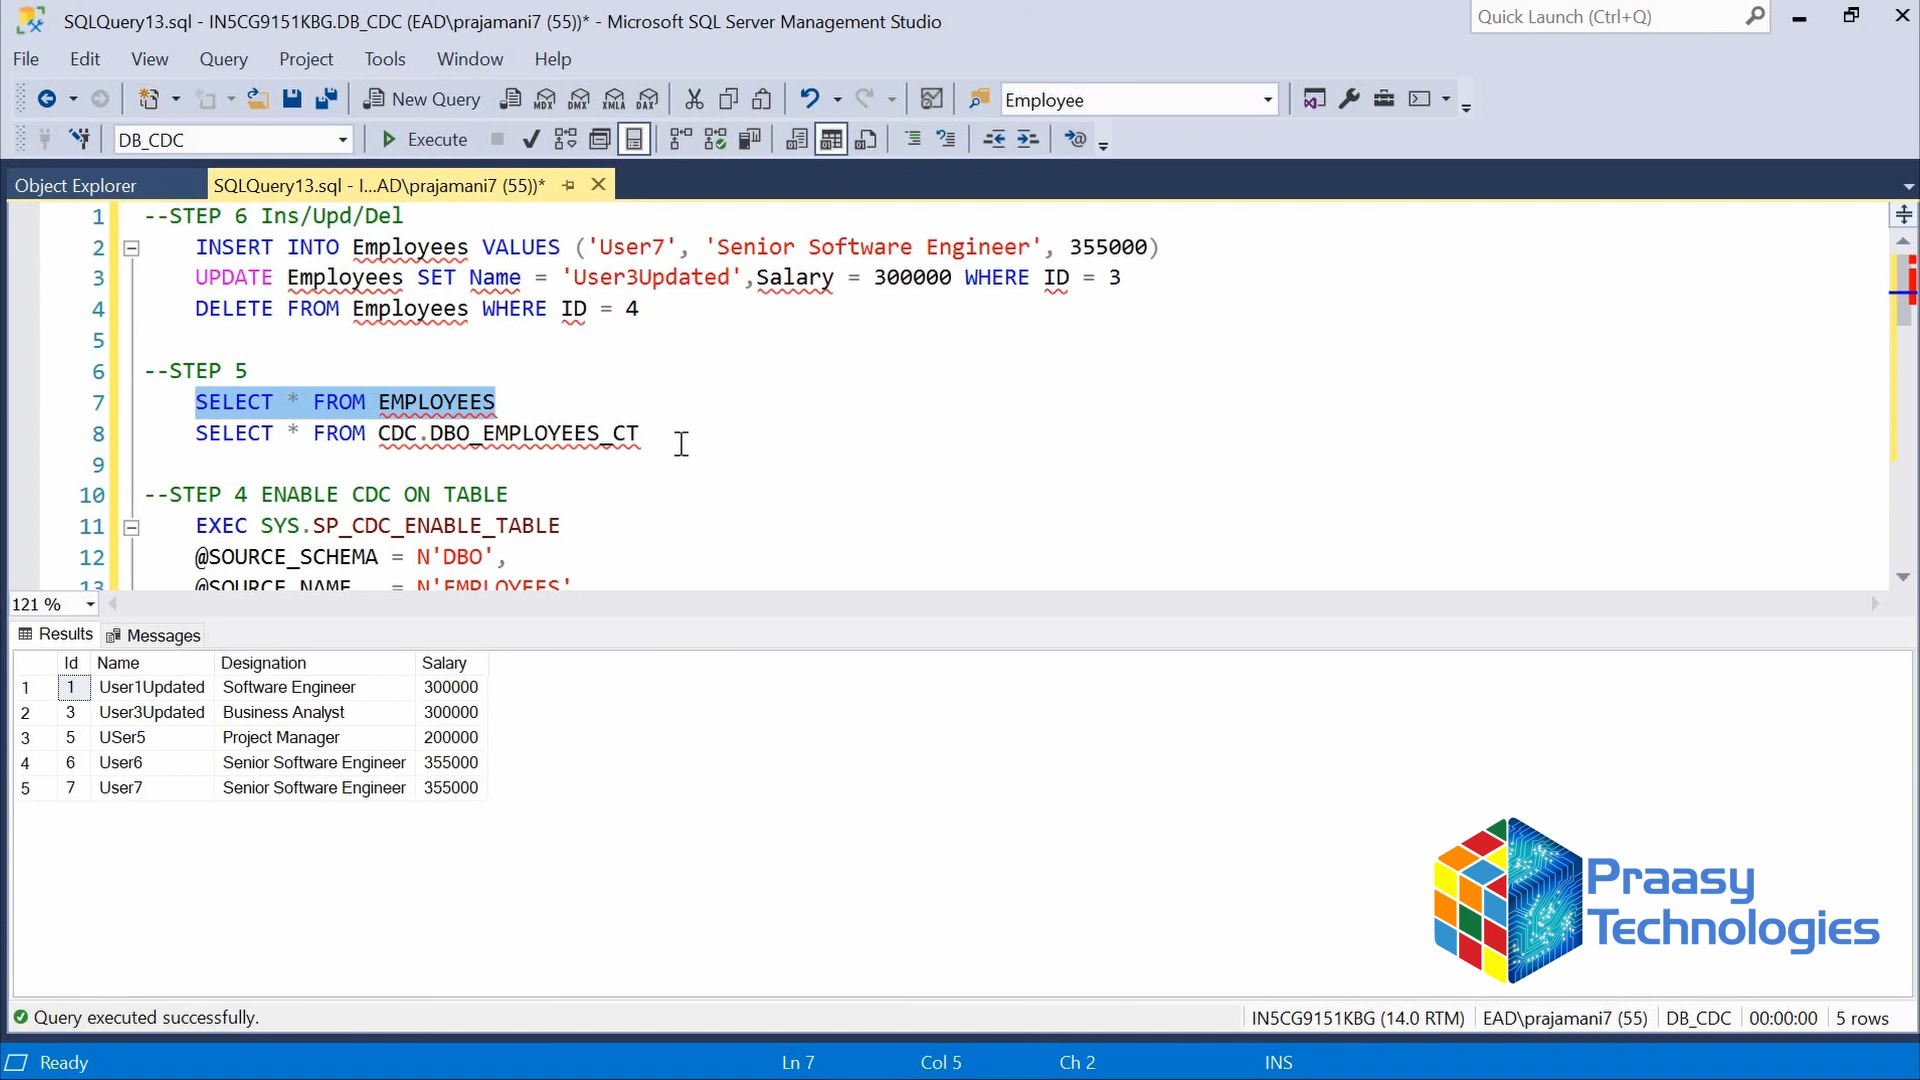 SQLQuery13.sql - IN5CG9151KBG.DB_CDC (EAD\prajamani7 (55))* - Microsoft SQL Server Management Studio
Quick Launch (Ctrl+Q)
File Edit View Query Project Tools Window Help
New Query MDX DMX XMLA DAX Employee
DB_CDC Execute
Object Explorer SQLQuery13.sql - I...AD\prajamani7 (55))*
1 --STEP 6 Ins/Upd/Del
2 INSERT INTO Employees VALUES ('User7', 'Senior Software Engineer', 355000)
3 UPDATE Employees SET Name = 'User3Updated',Salary = 300000 WHERE ID = 3
4 DELETE FROM Employees WHERE ID = 4
5
6 --STEP 5
7 SELECT * FROM EMPLOYEES
8 SELECT * FROM CDC.DBO_EMPLOYEES_CT
9
10 --STEP 4 ENABLE CDC ON TABLE
11 EXEC SYS.SP_CDC_ENABLE_TABLE
12 @SOURCE_SCHEMA = N'DBO',
13 @SOURCE_NAME = N'EMPLOYEES'
121 %
Results Messages
Id Name Designation Salary
1 1 User1Updated Software Engineer 300000
2 3 User3Updated Business Analyst 300000
3 5 USer5 Project Manager 200000
4 6 User6 Senior Software Engineer 355000
5 7 User7 Senior Software Engineer 355000
Praasy
Technologies
Query executed successfully. IN5CG9151KBG (14.0 RTM) EAD\prajamani7 (55) DB_CDC 00:00:00 5 rows
Ready Ln 7 Col 5 Ch 2 INS